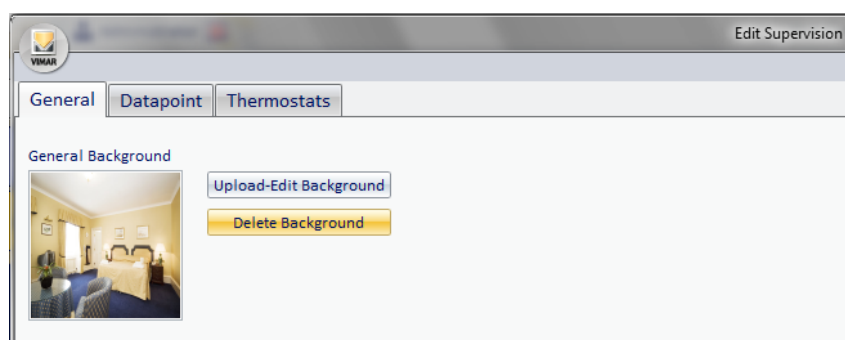 Edit Supervision
VIMAR
General Datapoint Thermostats
General Background
Upload-Edit Background
Delete Background